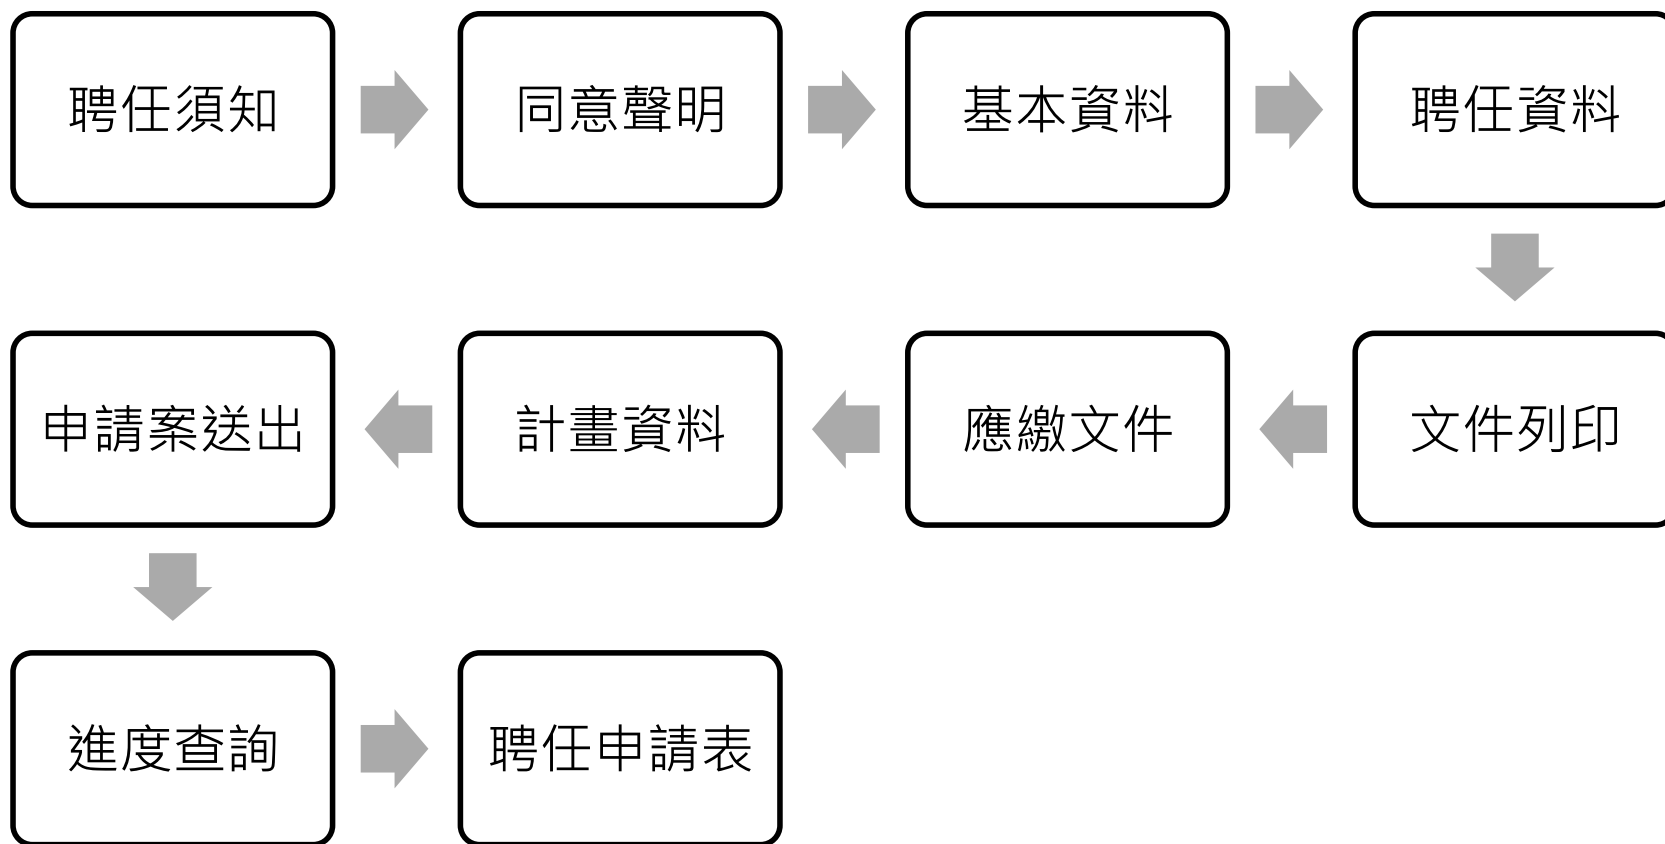 聘任須知
同意聲明
基本資料
聘任資料
文件列印
應繳文件
計畫資料
申請案送出
進度查詢
聘任申請表